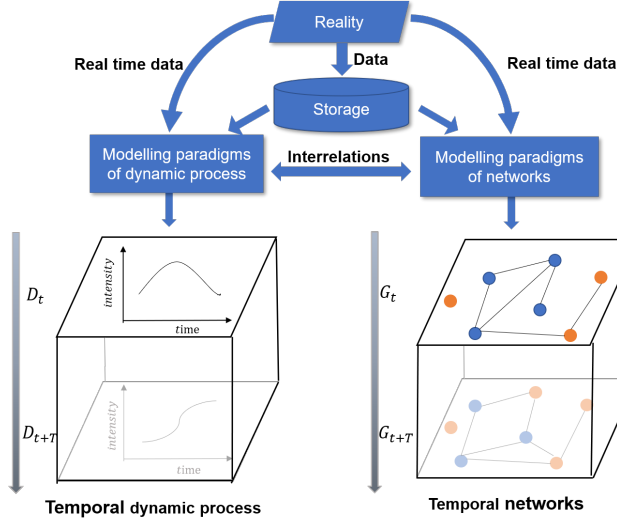 Reality
Real time data
Data
Real time data
Storage
Modelling paradigms
of dynamic process
Interrelations
Modelling paradigms
of networks
intensity
time
D_t
G_t
intensity
time
D_{t+T}
G_{t+T}
Temporal dynamic process
Temporal networks